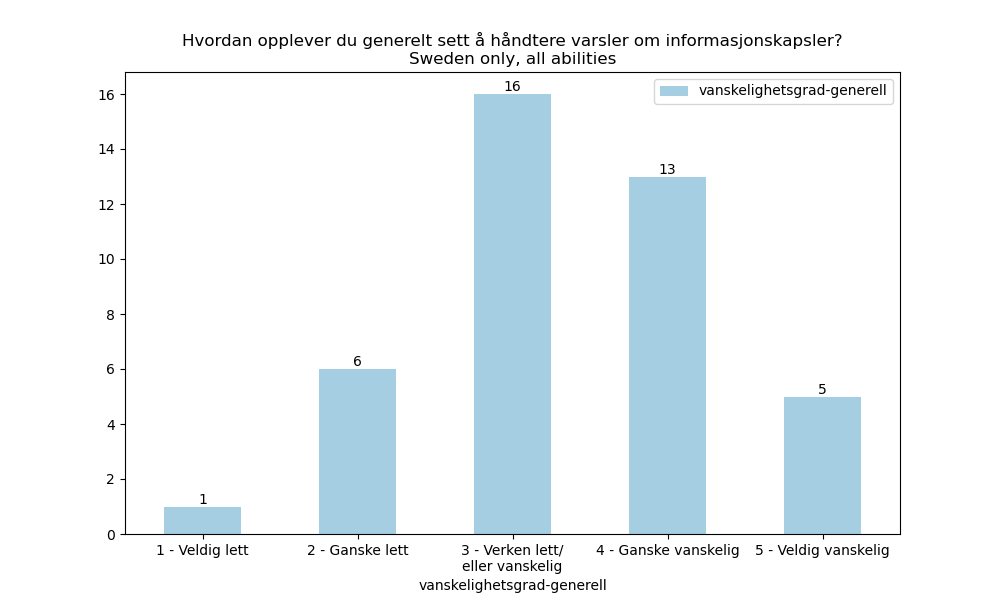 Hvordan opplever du generelt sett å håndtere varsler om informasjonskapsler?
Sweden only, all abilities
vanskelighetsgrad-generell
16
14
12
10
8
6
4
2
0
1
6
16
13
5
1 - Veldig lett
2 - Ganske lett
3 - Verken lett/
eller vanskelig
4 - Ganske vanskelig
5 - Veldig vanskelig
vanskelighetsgrad-generell